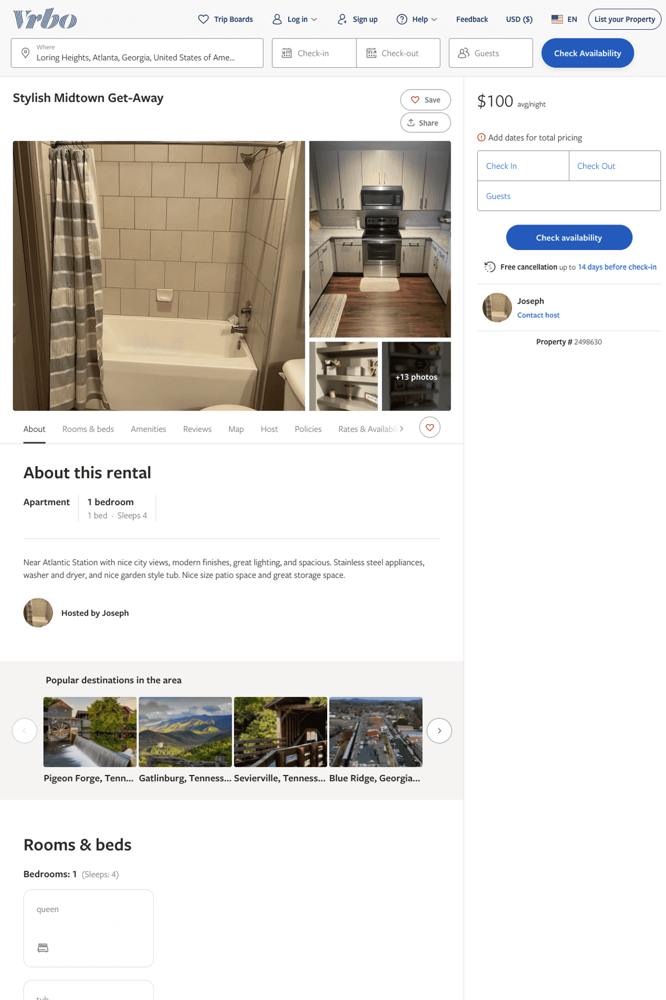 Vrbo
Trip Boards
Log in
Sign up
Help
Feedback
USD ($)
EN
List your Property
Where
Loring Heights, Atlanta, Georgia, United States of Ame...
Check-in
Check-out
Guests
Check Availability
Stylish Midtown Get-Away
Save
Share
+13 photos
$100 avg/night
Add dates for total pricing
Check In
Check Out
Guests
Check availability
Free cancellation up to 14 days before check-in
Joseph
Contact host
Property # 2498630
About
Rooms & beds
Amenities
Reviews
Map
Host
Policies
Rates & Availabili
About this rental
Apartment
1 bedroom
1 bed · Sleeps 4
Near Atlantic Station with nice city views, modern finishes, great lighting, and spacious. Stainless steel appliances,
washer and dryer, and nice garden style tub. Nice size patio space and great storage space.
Hosted by Joseph
Popular destinations in the area
Pigeon Forge, Tenn...
Gatlinburg, Tenness...
Sevierville, Tenness...
Blue Ridge, Georgia...
Rooms & beds
Bedrooms: 1 (Sleeps: 4)
queen
tub